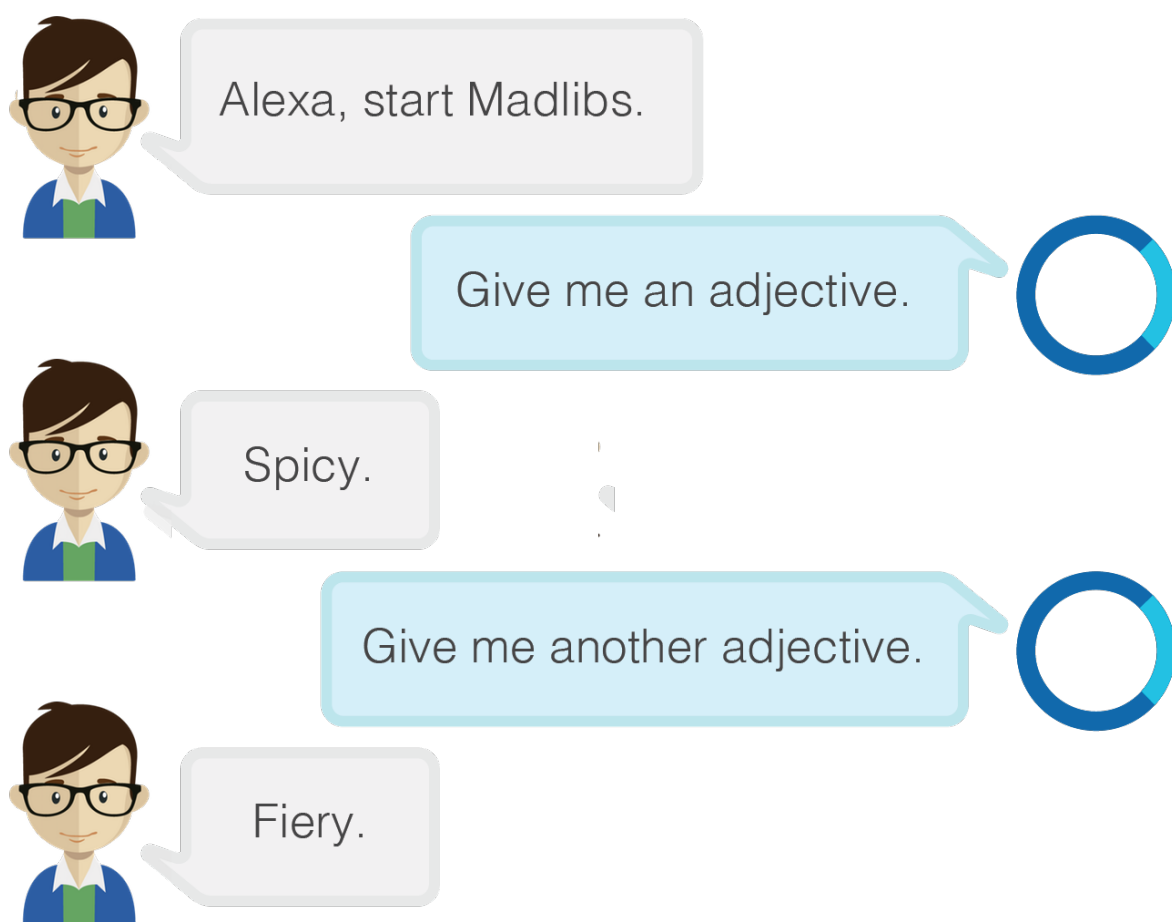 Alexa, start Madlibs.
Give me an adjective.
Spicy.
Give me another adjective.
Fiery.